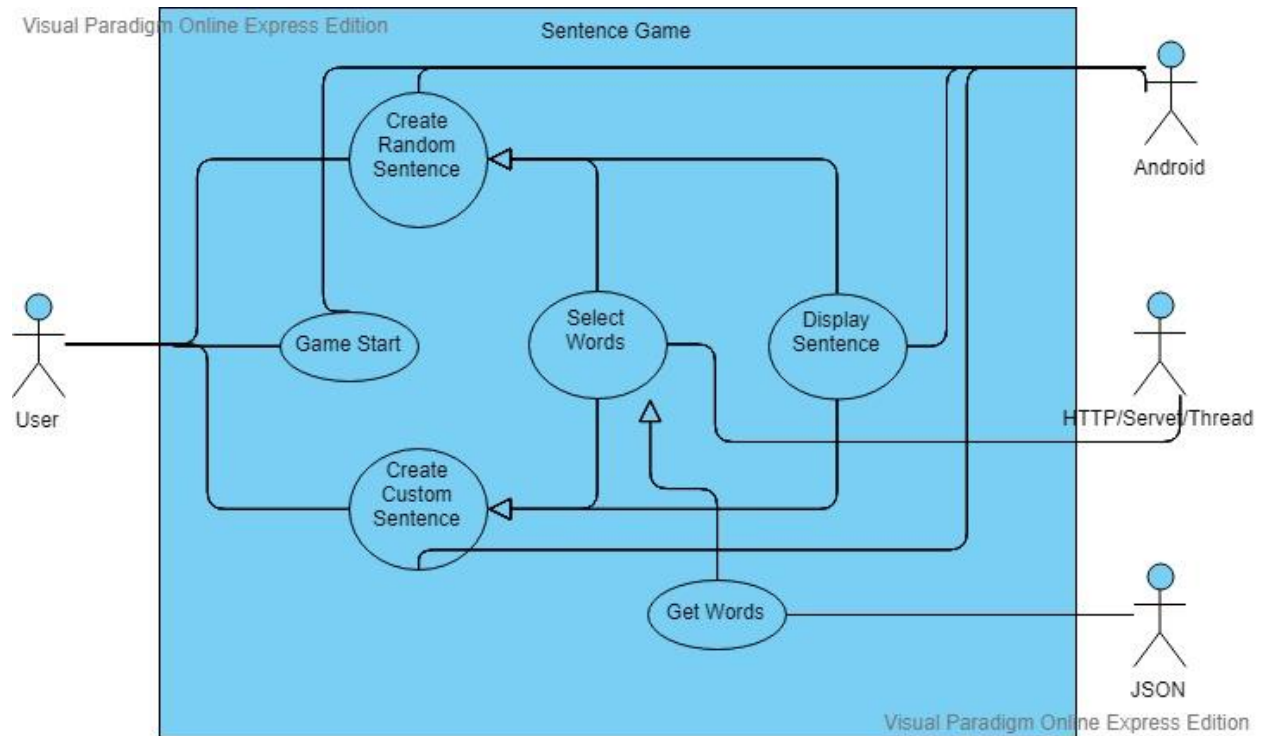 Visual Paradigm Online Express Edition
Sentence Game
Create
Random
Sentence
Android
Select
Words
Display
Sentence
Game Start
User
HTTP/Servet/Thread
Create
Custom
Sentence
Get Words
JSON
Visual Paradigm Online Express Edition